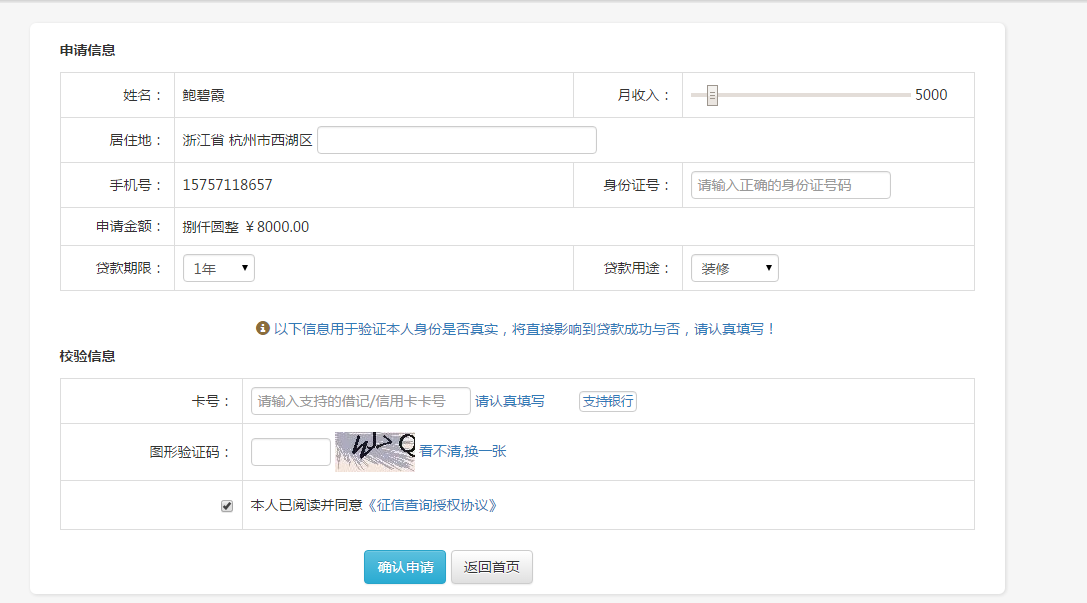 申请信息
姓名： 鲍碧霞 月收入： 5000
居住地： 浙江省 杭州市西湖区
手机号： 15757118657 身份证号： 请输入正确的身份证号码
申请金额： 捌仟圆整 ￥8000.00
贷款期限： 1年 贷款用途： 装修
以下信息用于验证本人身份是否真实，将直接影响到贷款成功与否，请认真填写！
校验信息
卡号： 请输入支持的借记/信用卡卡号 请认真填写 支持银行
图形验证码： 看不清,换一张
本人已阅读并同意《征信查询授权协议》
确认申请 返回首页